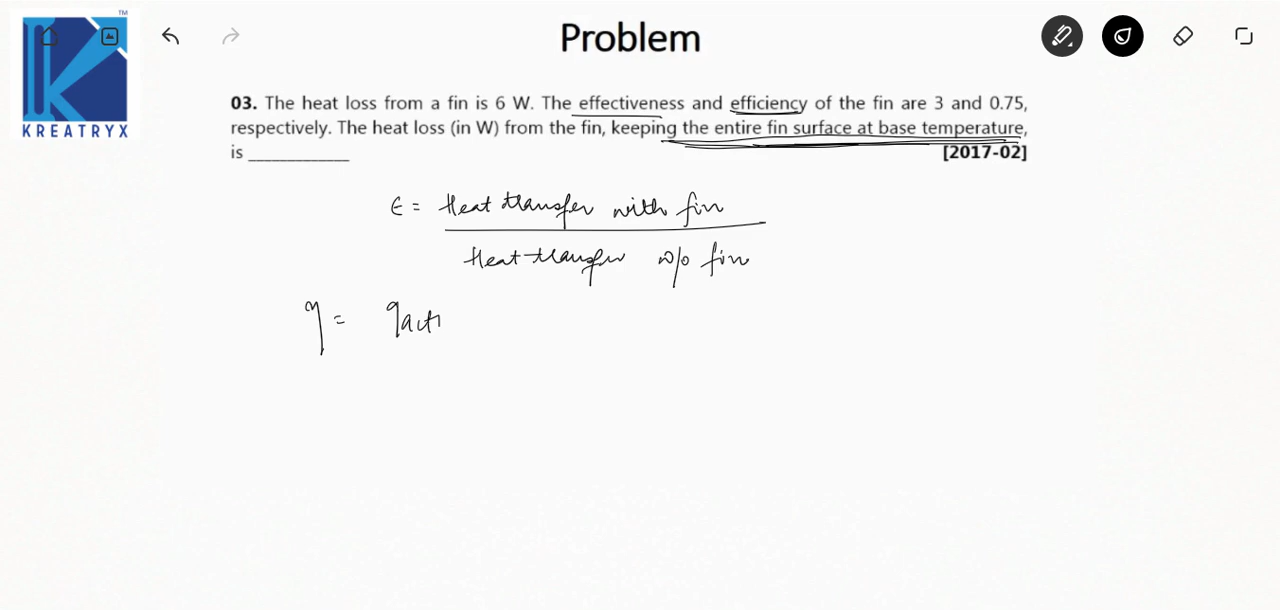 TM
KREATRYX
Problem
03. The heat loss from a fin is 6 W. The effectiveness and efficiency of the fin are 3 and 0.75,
respectively. The heat loss (in W) from the fin, keeping the entire fin surface at base temperature,
is ____________
[2017-02]
ϵ = Heat transfer with fin
Heat transfer w/o fin
η = qact